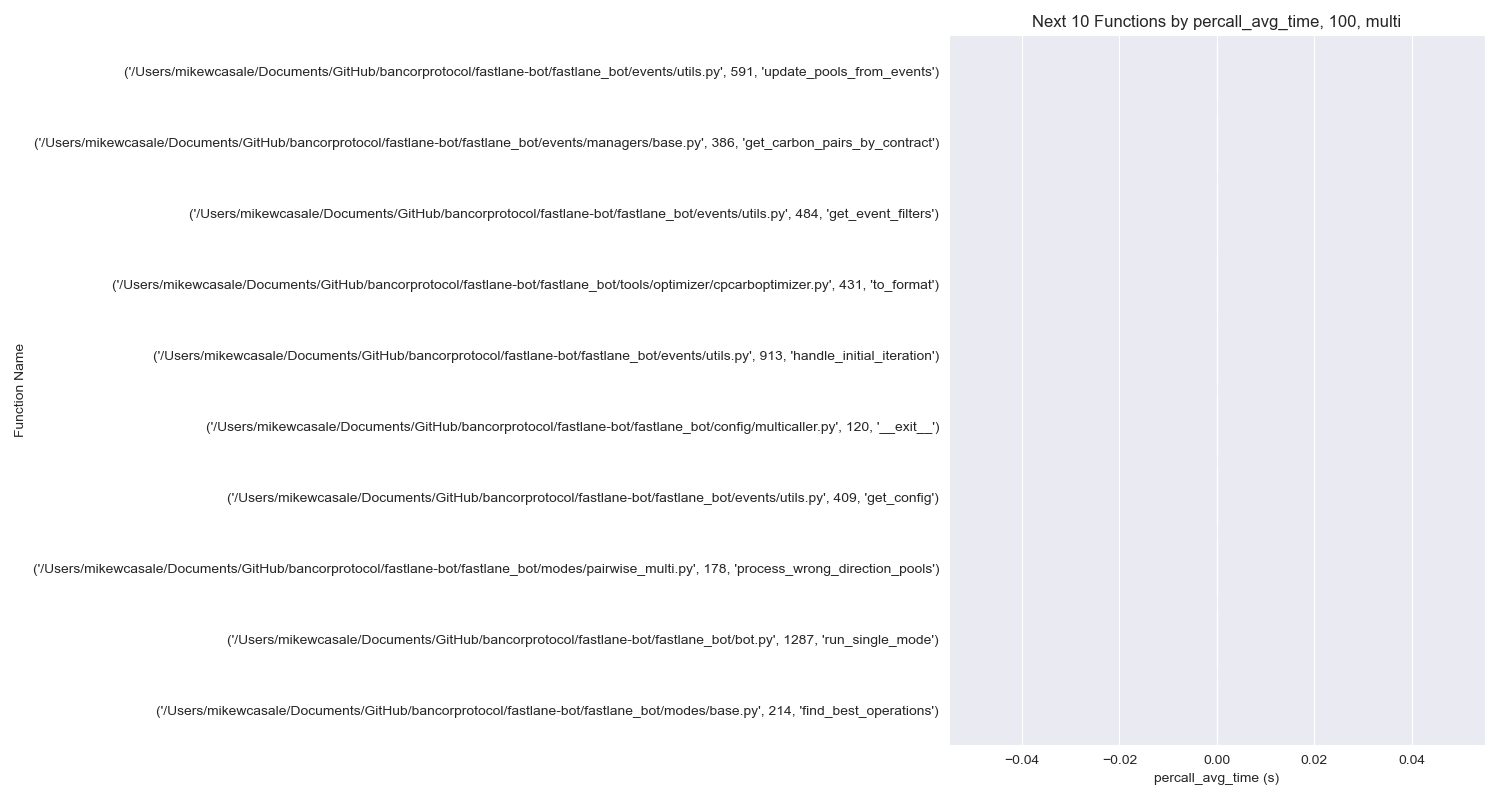 Next 10 Functions by percall_avg_time, 100, multi
('/Users/mikewcasale/Documents/GitHub/bancorprotocol/fastlane-bot/fastlane_bot/events/utils.py', 591, 'update_pools_from_events')
('/Users/mikewcasale/Documents/GitHub/bancorprotocol/fastlane-bot/fastlane_bot/events/managers/base.py', 386, 'get_carbon_pairs_by_contract')
('/Users/mikewcasale/Documents/GitHub/bancorprotocol/fastlane-bot/fastlane_bot/events/utils.py', 484, 'get_event_filters')
('/Users/mikewcasale/Documents/GitHub/bancorprotocol/fastlane-bot/fastlane_bot/tools/optimizer/cpcarboptimizer.py', 431, 'to_format')
('/Users/mikewcasale/Documents/GitHub/bancorprotocol/fastlane-bot/fastlane_bot/events/utils.py', 913, 'handle_initial_iteration')
('/Users/mikewcasale/Documents/GitHub/bancorprotocol/fastlane-bot/fastlane_bot/config/multicaller.py', 120, '__exit__')
('/Users/mikewcasale/Documents/GitHub/bancorprotocol/fastlane-bot/fastlane_bot/events/utils.py', 409, 'get_config')
('/Users/mikewcasale/Documents/GitHub/bancorprotocol/fastlane-bot/fastlane_bot/modes/pairwise_multi.py', 178, 'process_wrong_direction_pools')
('/Users/mikewcasale/Documents/GitHub/bancorprotocol/fastlane-bot/fastlane_bot/bot.py', 1287, 'run_single_mode')
('/Users/mikewcasale/Documents/GitHub/bancorprotocol/fastlane-bot/fastlane_bot/modes/base.py', 214, 'find_best_operations')
Function Name
−0.04 −0.02 0.00 0.02 0.04
percall_avg_time (s)